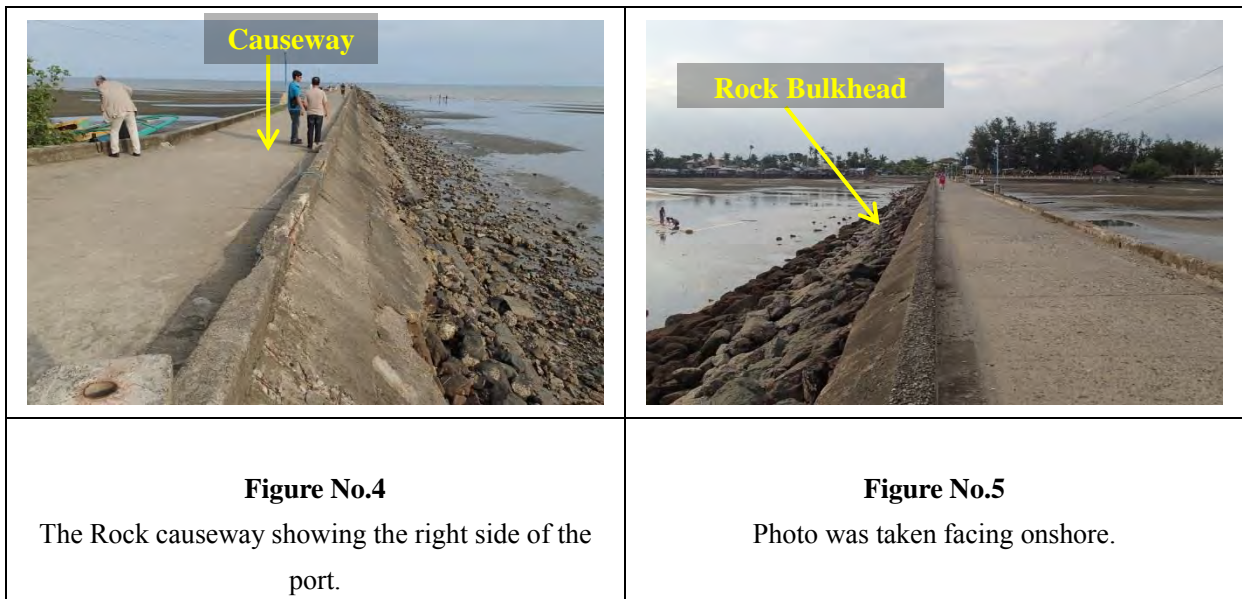 Causeway
Rock Bulkhead
Figure No.4
The Rock causeway showing the right side of the
port.
Figure No.5
Photo was taken facing onshore.